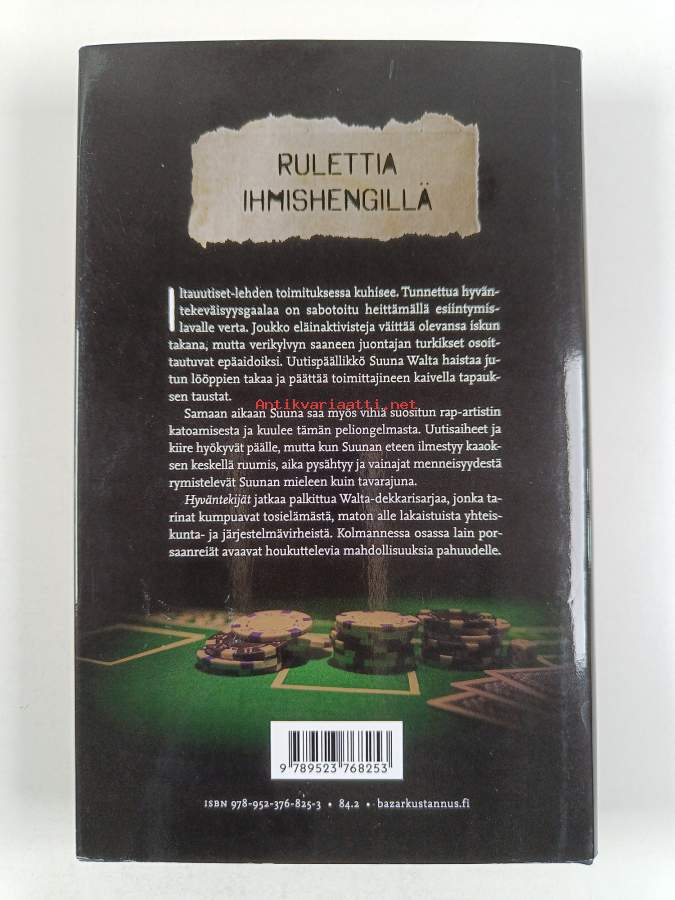 RULETTIA
IHMISHENGILLÄ
Iltauutiset-lehden toimituksessa kuhisee. Tunnettua hyvän-
tekeväisyysgaalaa on sabotoitu heittämällä esiintymis-
lavalle verta. Joukko eläinaktivisteja väittää olevansa iskun
takana, mutta verikylvyn saaneen juontajan turkikset osoit-
tautuvat epäaidoiksi. Uutispäällikkö Suuna Walta haistaa ju-
tun lööppien takaa ja päättää toimittajineen kaivella tapauk-
sen taustat.
Antikvariaatti.net
Samaan aikaan Suuna saa myös vihiä suositun rap-artistin
katoamisesta ja kuulee tämän peliongelmasta. Uutisaiheet ja
kiire hyökyvät päälle, mutta kun Suunan eteen ilmestyy kaaok-
sen keskellä ruumis, aika pysähtyy ja vainajat menneisyydestä
rymistelevät Suunan mieleen kuin tavarajuna.
Hyväntekijät jatkaa palkittua Walta-dekkarisarjaa, jonka ta-
rinat kumpuavat tosielämästä, maton alle lakaistuista yhteis-
kunta- ja järjestelmävirheistä. Kolmannessa osassa lain por-
saanreiät avaavat houkuttelevia mahdollisuuksia pahuudelle.
9 789523 768253
ISBN 978-952-376-825-3 • 84.2 • bazarkustannus.fi